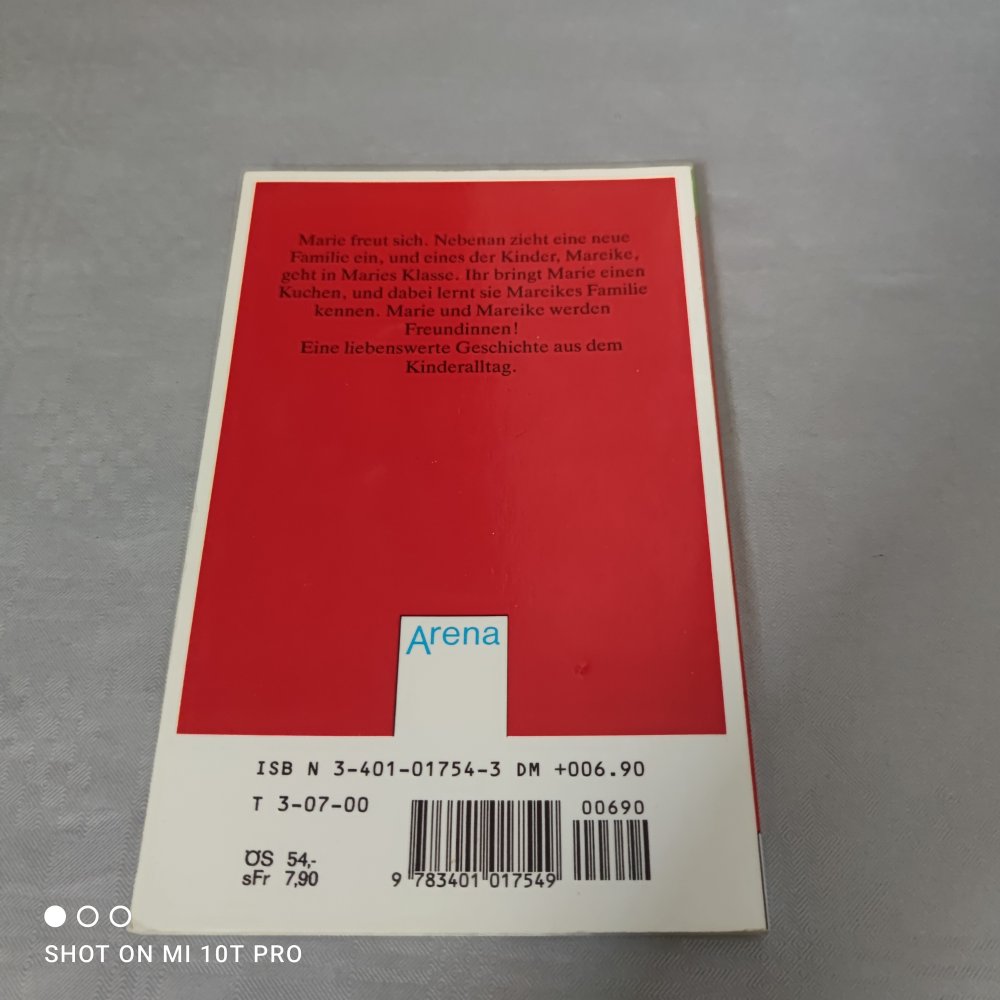 Marie freut sich. Nebenan zieht eine neue
Familie ein, und eines der Kinder, Mareike,
geht in Maries Klasse. Ihr bringt Marie einen
Kuchen, und dabei lernt sie Mareikes Familie
kennen. Marie und Mareike werden
Freundinnen!
Eine liebenswerte Geschichte aus dem
Kinderalltag.
Arena
ISB N 3-401-01754-3 DM +006.90
T 3-07-00
00690
ÖS 54,-
sFr 7,90
9 783401 017549
SHOT ON MI 10T PRO